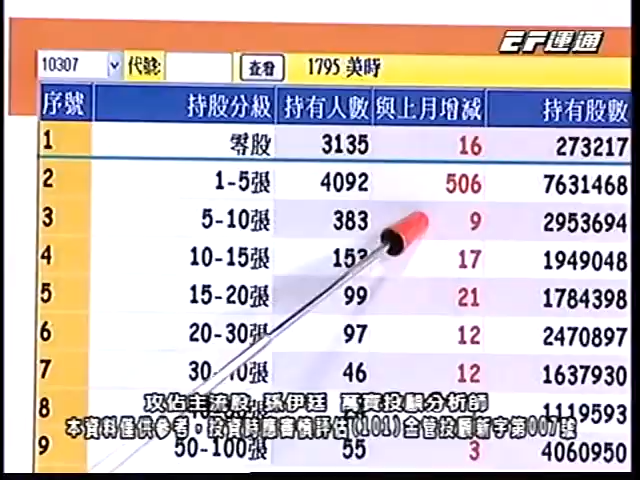 EF運通
10307 代號: 查看 1795 美時
序號 持股分級 持有人數 與上月增減 持有股數
1 零股 3135 16 273217
2 1-5張 4092 506 7631468
3 5-10張 383 9 2953694
4 10-15張 153 17 1949048
5 15-20張 99 21 1784398
6 20-30張 97 12 2470897
7 46 12 1637930
8 1119593
9 50-100張 55 3 4060950
攻佔主流股 孫伊廷 萬寶投顧分析師
本資料僅供參考，投資時應審慎評估(101)金管投顧新字第007號